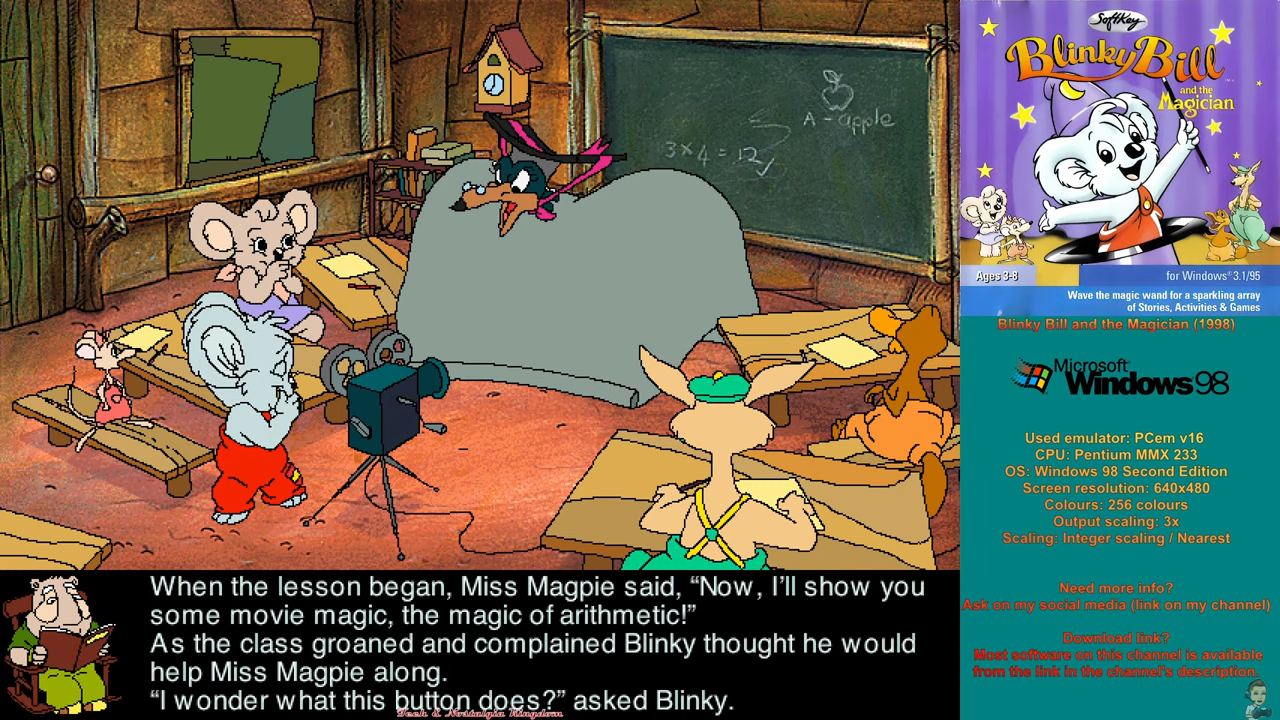 A - apple
3 x 4 = 12
When the lesson began, Miss Magpie said, “Now, I’ll show you
some movie magic, the magic of arithmetic!”
As the class groaned and complained Blinky thought he would
help Miss Magpie along.
“I wonder what this button does?” asked Blinky.
Geek & Nostalgia Kingdom
SoftKey
Blinky Bill
and the
Magician
Ages 3-8
for Windows® 3.1/95
Wave the magic wand for a sparkling array
of Stories, Activities & Games
Blinky Bill and the Magician (1998)
Microsoft
Windows 98
Used emulator: PCem v16
CPU: Pentium MMX 233
OS: Windows 98 Second Edition
Screen resolution: 640x480
Colours: 256 colours
Output scaling: 3x
Scaling: Integer scaling / Nearest
Need more info?
Ask on my social media (link on my channel)
Download link?
Most software on this channel is available
from the link in the channel's description.